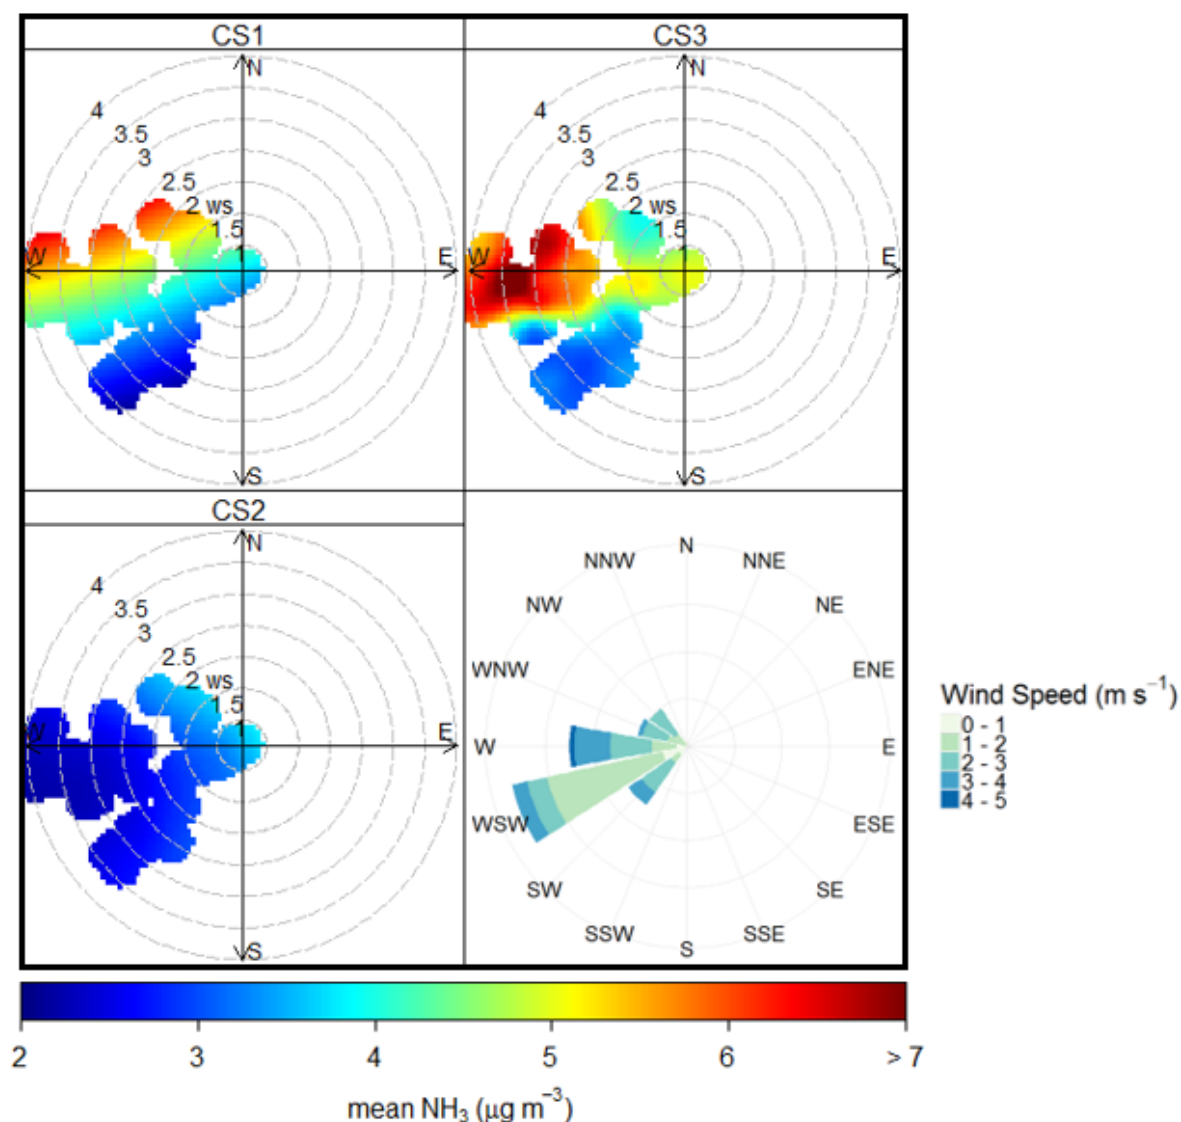 CS1
N
4
3.5
3
2.5
2 ws
1.5
1
W
E
S
CS3
N
4
3.5
3
2.5
2 ws
1.5
1
W
E
S
CS2
N
4
3.5
3
2.5
2 ws
1.5
1
W
E
S
N
NNW
NNE
NW
NE
WNW
ENE
W
E
WSW
ESE
SW
SE
SSW
SSE
S
Wind Speed (m s⁻¹)
0 - 1
1 - 2
2 - 3
3 - 4
4 - 5
2 3 4 5 6 > 7
mean NH₃ (μg m⁻³)